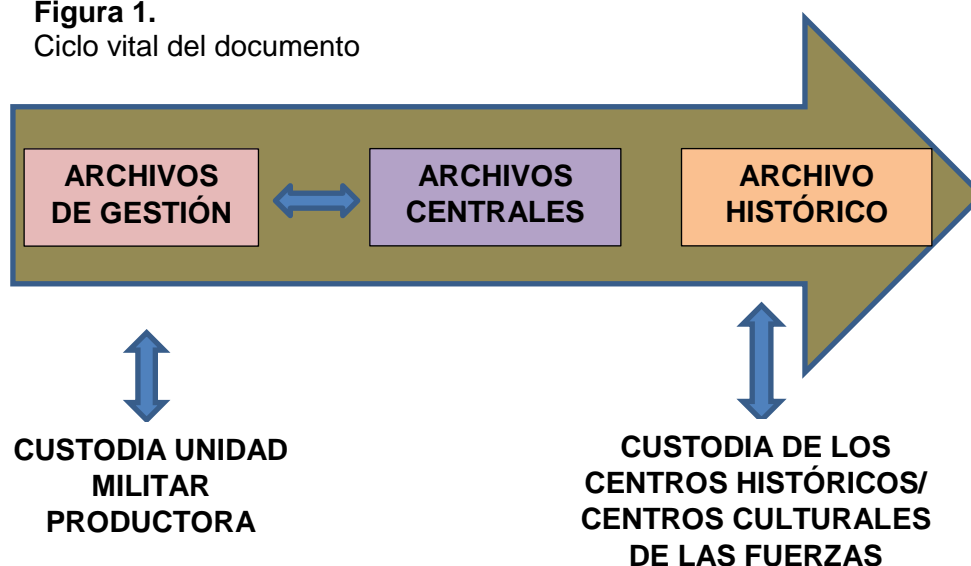 Figura 1.
Ciclo vital del documento
ARCHIVOS
DE GESTIÓN
ARCHIVOS
CENTRALES
ARCHIVO
HISTÓRICO
CUSTODIA UNIDAD
MILITAR
PRODUCTORA
CUSTODIA DE LOS
CENTROS HISTÓRICOS/
CENTROS CULTURALES
DE LAS FUERZAS